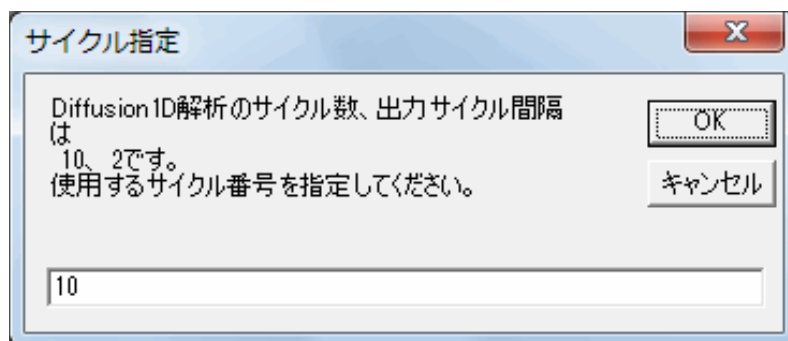 サイクル指定
Diffusion1D解析のサイクル数、出力サイクル間隔
は
10、 2です。
使用するサイクル番号を指定してください。
OK
キャンセル
10